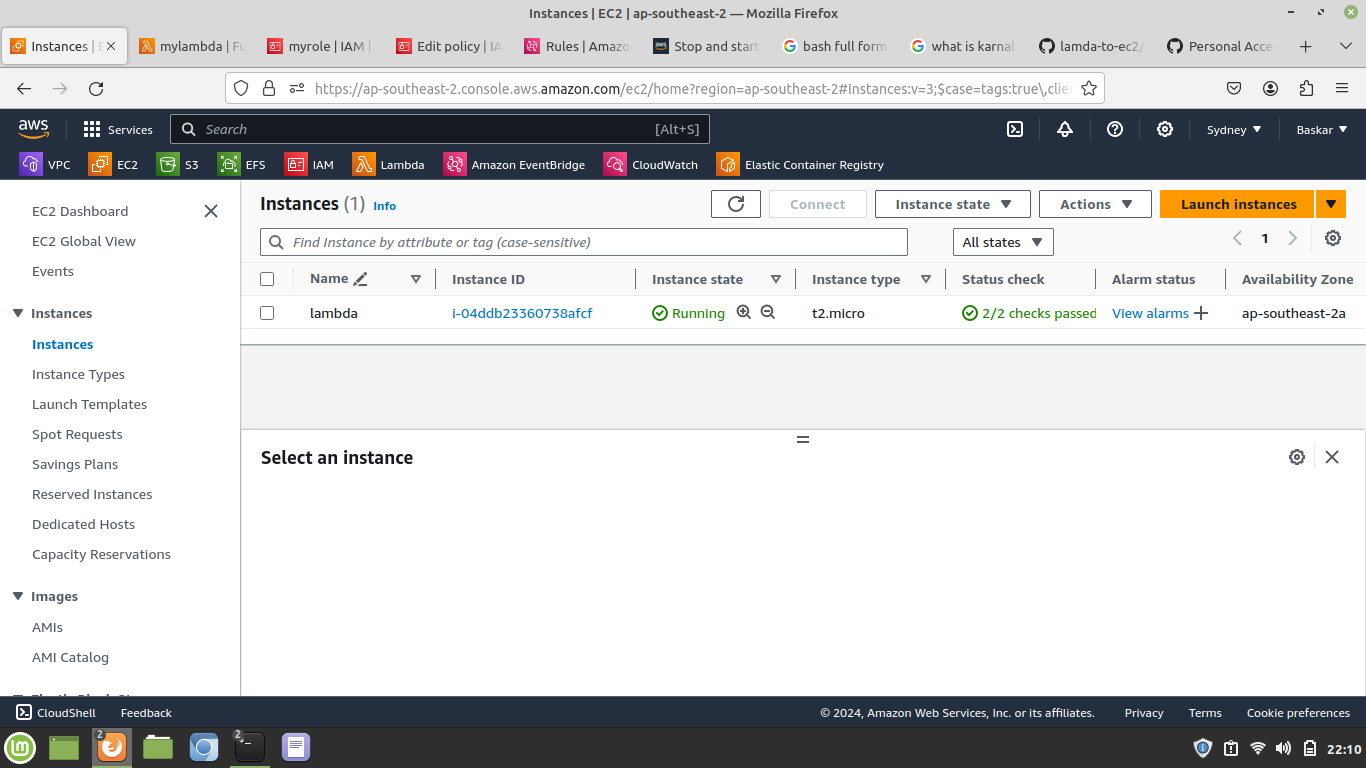 Instances | EC2 | ap-southeast-2 — Mozilla Firefox
Instances | E
mylambda | Fu
myrole | IAM |
Edit policy | IA
Rules | Amazo
Stop and start
bash full form
what is karnal
lamda-to-ec2/
Personal Acce
https://ap-southeast-2.console.aws.amazon.com/ec2/home?region=ap-southeast-2#Instances:v=3;$case=tags:true\,clien
aws Services Search [Alt+S] Sydney Baskar
VPC EC2 S3 EFS IAM Lambda Amazon EventBridge CloudWatch Elastic Container Registry
EC2 Dashboard
EC2 Global View
Events
Instances
Instances
Instance Types
Launch Templates
Spot Requests
Savings Plans
Reserved Instances
Dedicated Hosts
Capacity Reservations
Images
AMIs
AMI Catalog
Instances (1) Info Connect Instance state Actions Launch instances
Find Instance by attribute or tag (case-sensitive) All states 1
Name Instance ID Instance state Instance type Status check Alarm status Availability Zone
lambda i-04ddb23360738afcf Running t2.micro 2/2 checks passed View alarms ap-southeast-2a
Select an instance
CloudShell Feedback © 2024, Amazon Web Services, Inc. or its affiliates. Privacy Terms Cookie preferences
2 2 22:10